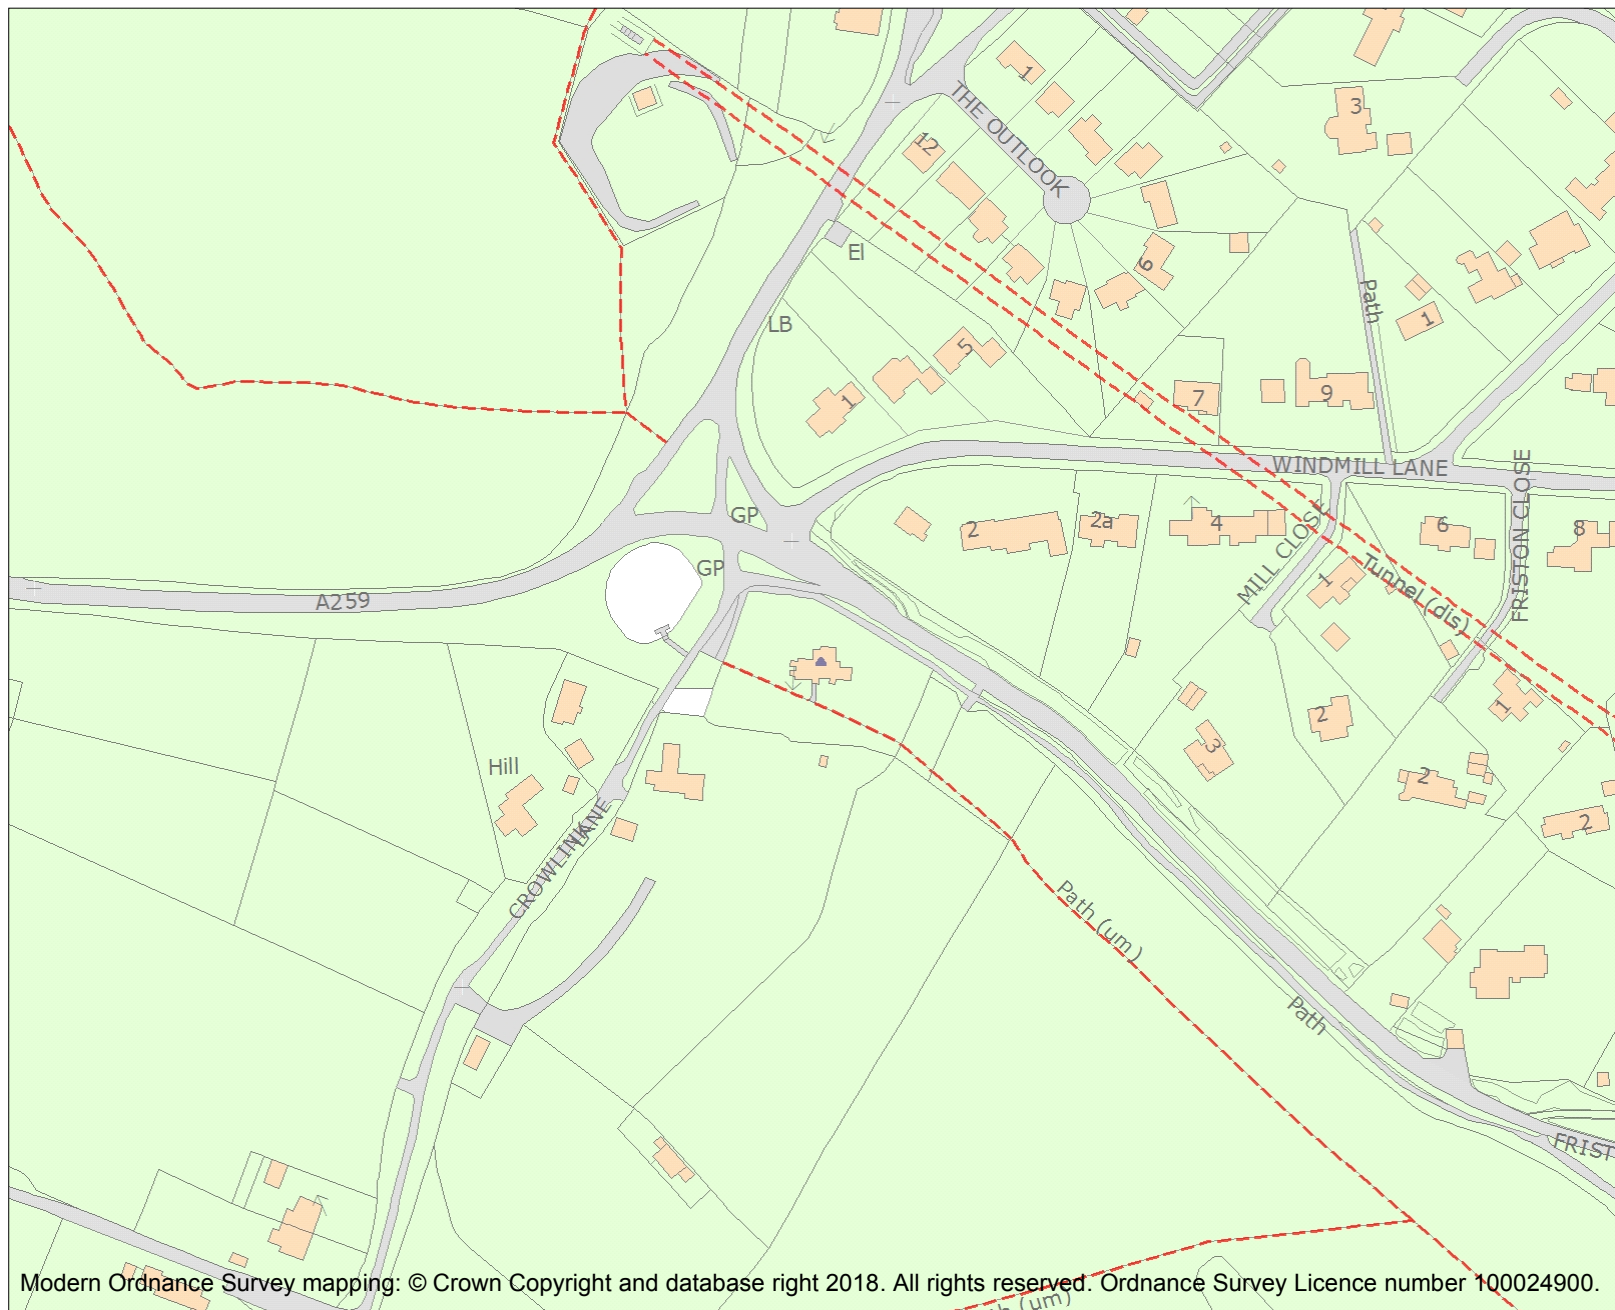 1
THE OUTLOOK
12
3
El
6
Path
1
LB
5
1
7
9
WINDMILL LANE
FRISTON CLOSE
GP
2
2a
4
MILL CLOSE
6
8
GP
1
Tunnel (dis)
A259
2
1
3
Hill
2
2
CROWLINK
LANE
Path (um)
Path
FRIST
Modern Ordnance Survey mapping: © Crown Copyright and database right 2018. All rights reserved. Ordnance Survey Licence number 100024900.
(um)